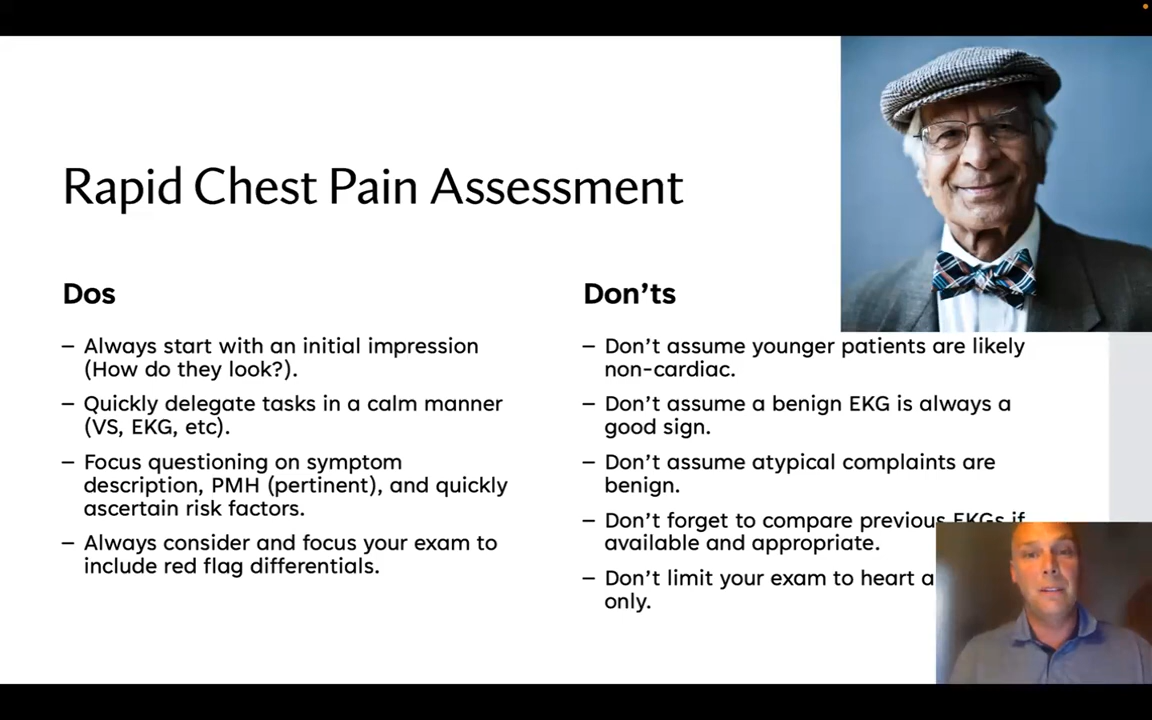 Rapid Chest Pain Assessment
Dos
– Always start with an initial impression
(How do they look?).
– Quickly delegate tasks in a calm manner
(VS, EKG, etc).
– Focus questioning on symptom
description, PMH (pertinent), and quickly
ascertain risk factors.
– Always consider and focus your exam to
include red flag differentials.
Don’ts
– Don’t assume younger patients are likely
non-cardiac.
– Don’t assume a benign EKG is always a
good sign.
– Don’t assume atypical complaints are
benign.
– Don’t forget to compare previous EKGs if
available and appropriate.
– Don’t limit your exam to heart
only.